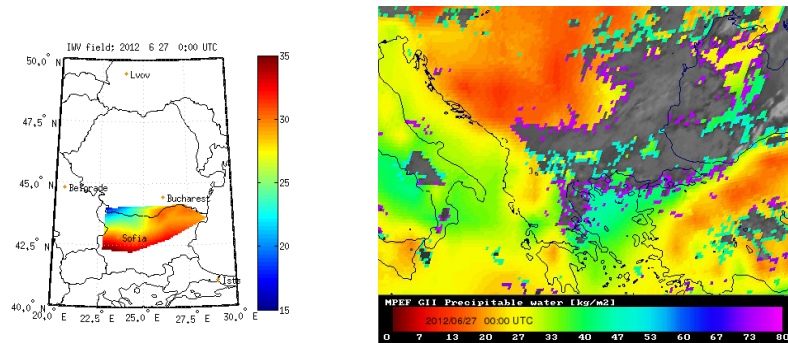 IWV field; 2012 6 27 0:00 UTC
50.0° N
47.5° N
45.0° N
42.5° N
40.0° N
20.0° E
22.5° E
25.0° E
27.5° E
30.0° E
Lvov
Belgrade
Bucharest
Sofia
Ista
35
30
25
20
15
MPEF GII Precipitable water [kg/m2]
2012/06/27 00:00 UTC
0 7 13 20 27 33 40 47 53 60 67 73 80